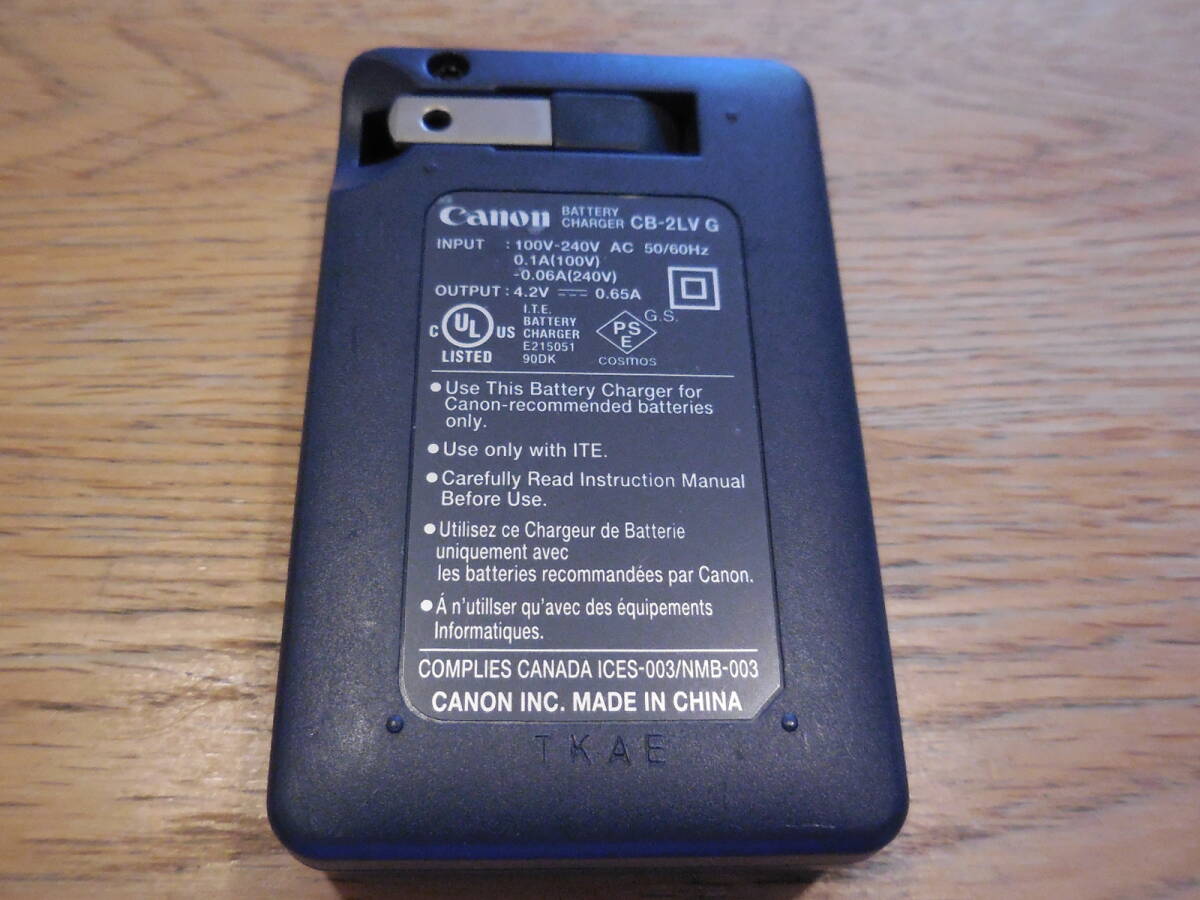 Canon BATTERY CHARGER CB-2LV G
INPUT : 100V-240V AC 50/60Hz
0.1A(100V)
-0.06A(240V)
OUTPUT : 4.2V ⎓ 0.65A
C UL US
LISTED
I.T.E.
BATTERY
CHARGER
E215051
90DK
PS
E
G.S.
COSMOS
●Use This Battery Charger for
Canon-recommended batteries
only.
●Use only with ITE.
●Carefully Read Instruction Manual
Before Use.
●Utilisez ce Chargeur de Batterie
uniquement avec
les batteries recommandées par Canon.
●Á n'utillser qu'avec des équipements
Informatiques.
COMPLIES CANADA ICES-003/NMB-003
CANON INC. MADE IN CHINA
TKAE